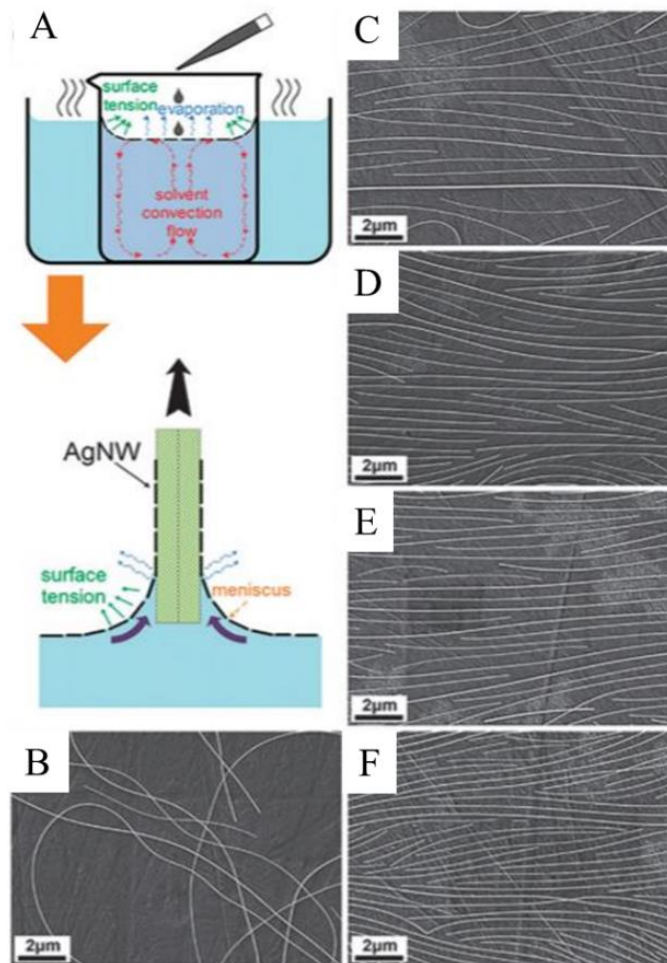 A
surface
tension
evaporation
solvent
convection
flow
AgNW
surface
tension
meniscus
B
2μm
C
2μm
D
2μm
E
2μm
F
2μm